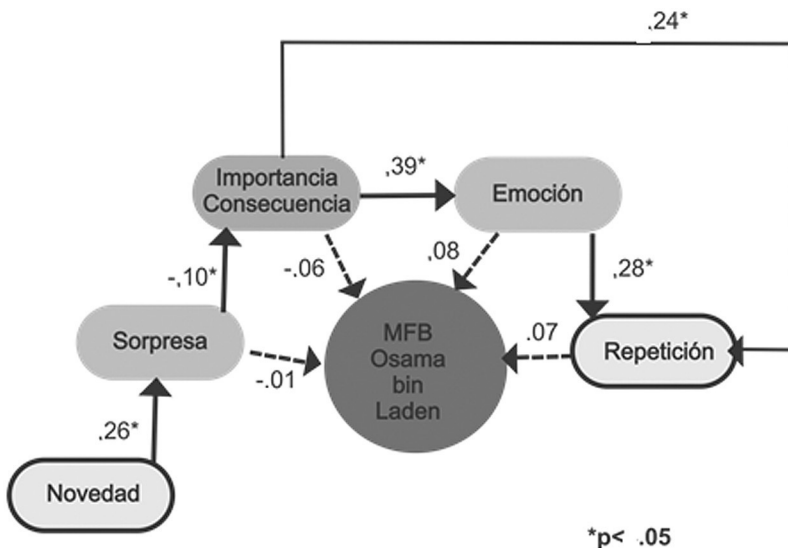 .24*
Importancia
Consecuencia
,39*
Emoción
-,10*
-.06
,08
,28*
Sorpresa
-.01
MFB
Osama
bin
Laden
.07
Repetición
,26*
Novedad
*p< .05